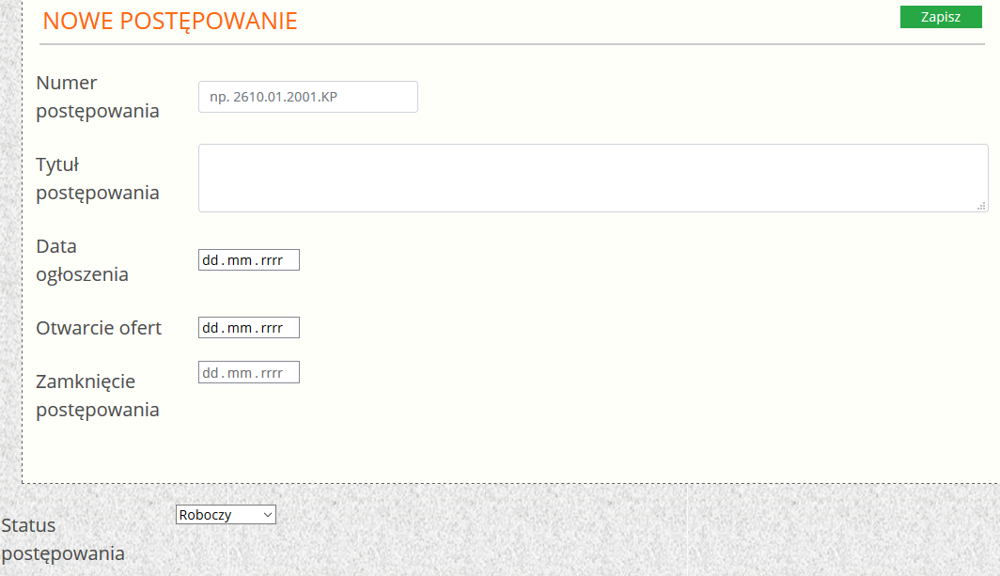 NOWE POSTĘPOWANIE
Zapisz
Numer
postępowania
np. 2610.01.2001.KP
Tytuł
postępowania
Data
ogłoszenia
dd.mm.rrrr
Otwarcie ofert
dd.mm.rrrr
Zamknięcie
postępowania
dd.mm.rrrr
Status
postępowania
Roboczy